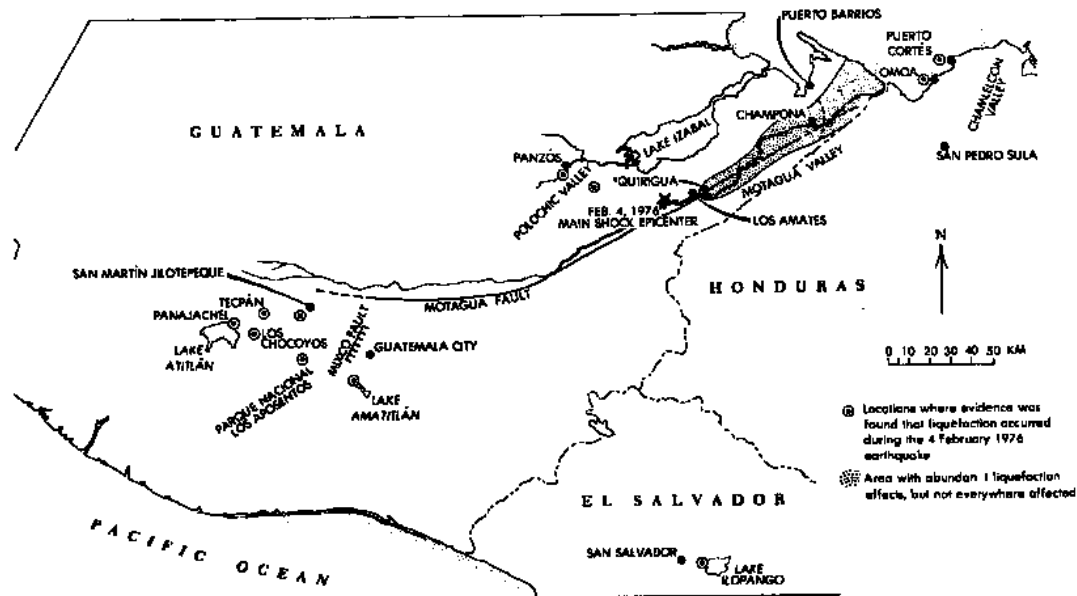 PUERTO BARRIOS
PUERTO
CORTÉS
OMOA
CHAMELECON
VALLEY
GUATEMALA
CHAMPONA
LAKE IZABAL
SAN PEDRO SULA
PANZÓS
MOTAGUA VALLEY
QUIRIGUA
POLOCHIC VALLEY
FEB. 4, 1976
MAIN SHOCK EPICENTER
LOS AMATES
N
SAN MARTÍN JILOTEPEQUE
HONDURAS
MOTAGUA FAULT
TECPÁN
PANAJACHEL
LOS
CHOCOYOS
MIXCO FAULT
LAKE
ATITLÁN
GUATEMALA CITY
0 10 20 30 40 50 KM
PARQUE NACIONAL
LOS APOSENTOS
LAKE
AMATITLÁN
Locations where evidence was
found that liquefaction occurred
during the 4 February 1976
earthquake
Area with abundan t liquefaction
effects, but not everywhere affected
EL SALVADOR
PACIFIC OCEAN
SAN SALVADOR
LAKE
ILOPANGO